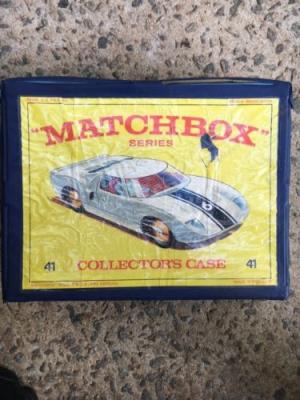 "MATCHBOX"
SERIES
41 COLLECTOR'S CASE 41